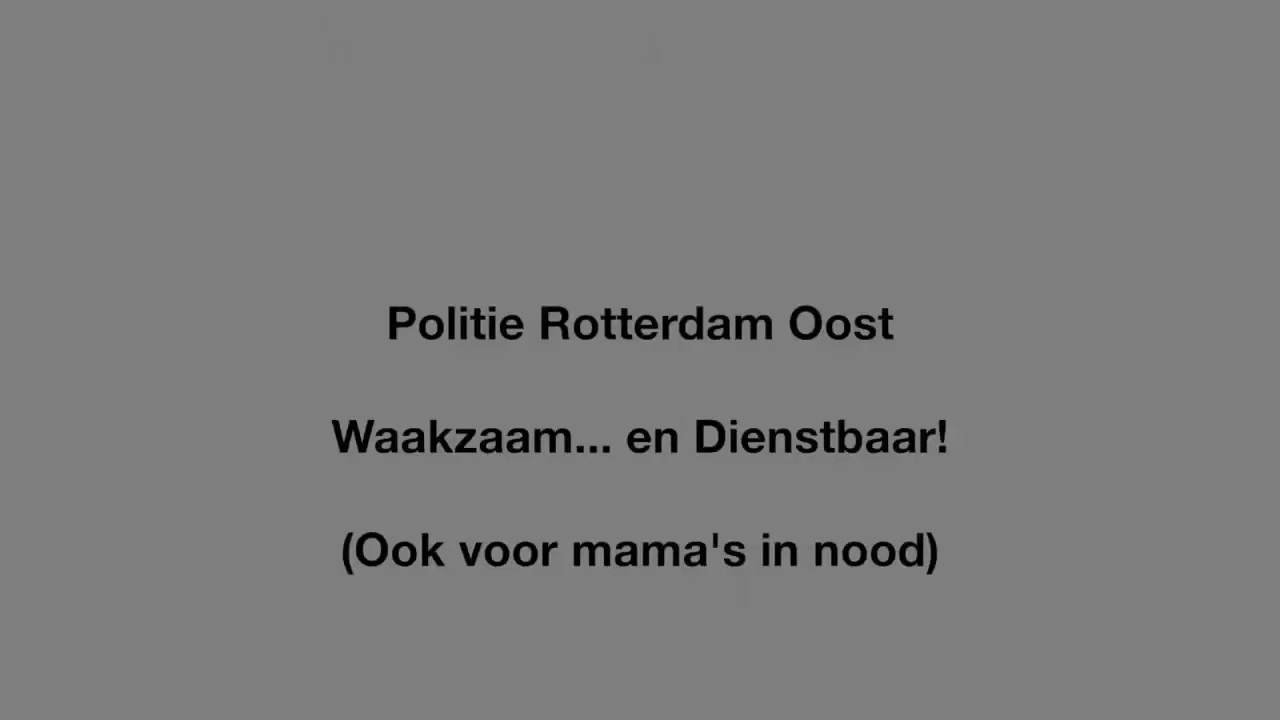 Politie Rotterdam Oost
Waakzaam... en Dienstbaar!
(Ook voor mama's in nood)